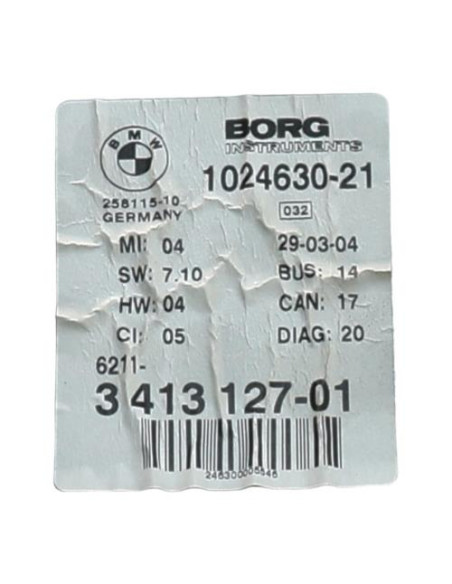 BMW
BORG
INSTRUMENTS
1024630-21
258115-10
GERMANY
032
MI: 04
29-03-04
SW: 7.10
BUS: 14
HW: 04
CAN: 17
CI: 05
DIAG: 20
6211-
3 413 127-01